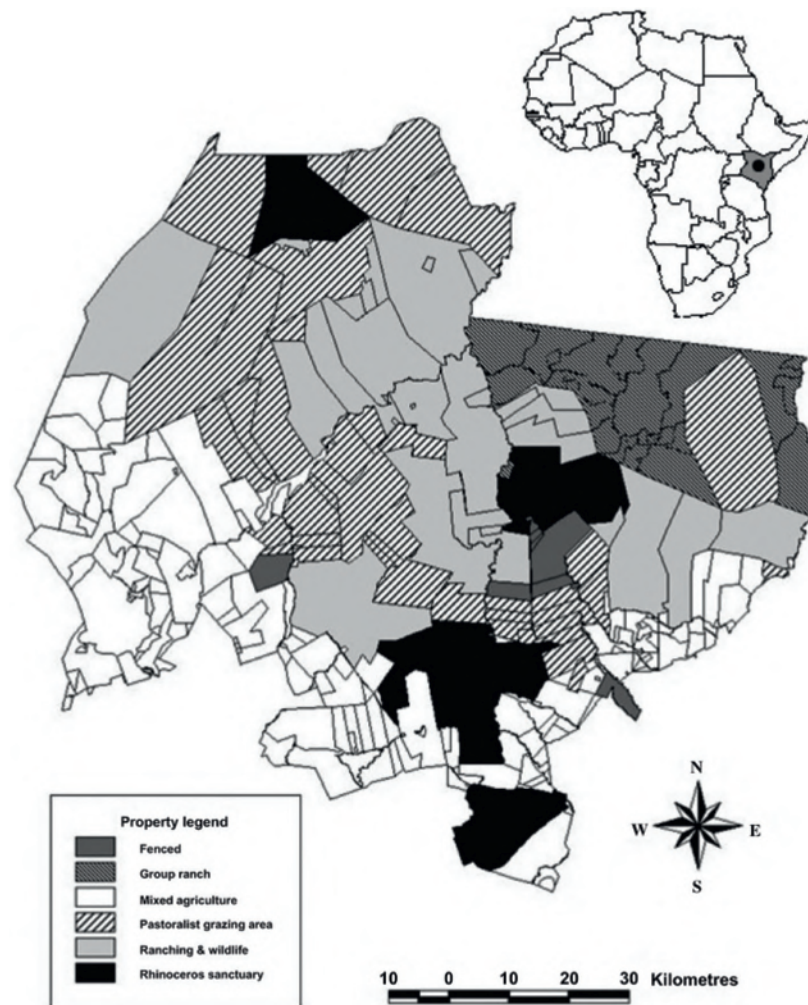 N
W E
S
Property legend
Fenced
Group ranch
Mixed agriculture
Pastoralist grazing area
Ranching & wildlife
Rhinoceros sanctuary
10 0 10 20 30 Kilometres